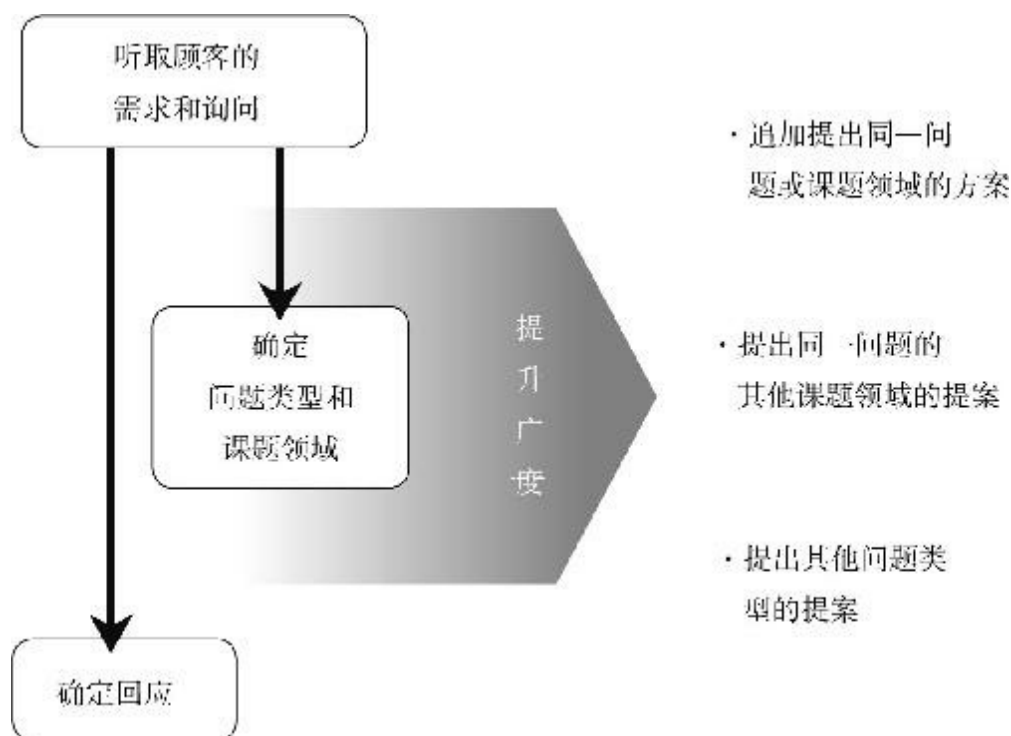 听取顾客的
需求和询问
确定
问题类型和
课题领域
确定回应
提升广度
·追加提出同一问
题或课题领域的方案
·提出同一问题的
其他课题领域的提案
·提出其他问题类
型的提案